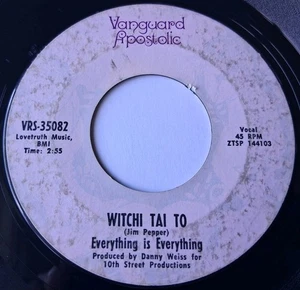 Vanguard
Apostolic
VRS-35082
Lovetruth Music,
BMI
Time: 2:55
Vocal
45 RPM
ZTSP 144103
WITCHI TAI TO
(Jim Pepper)
Everything is Everything
Produced by Danny Weiss for
10th Street Productions